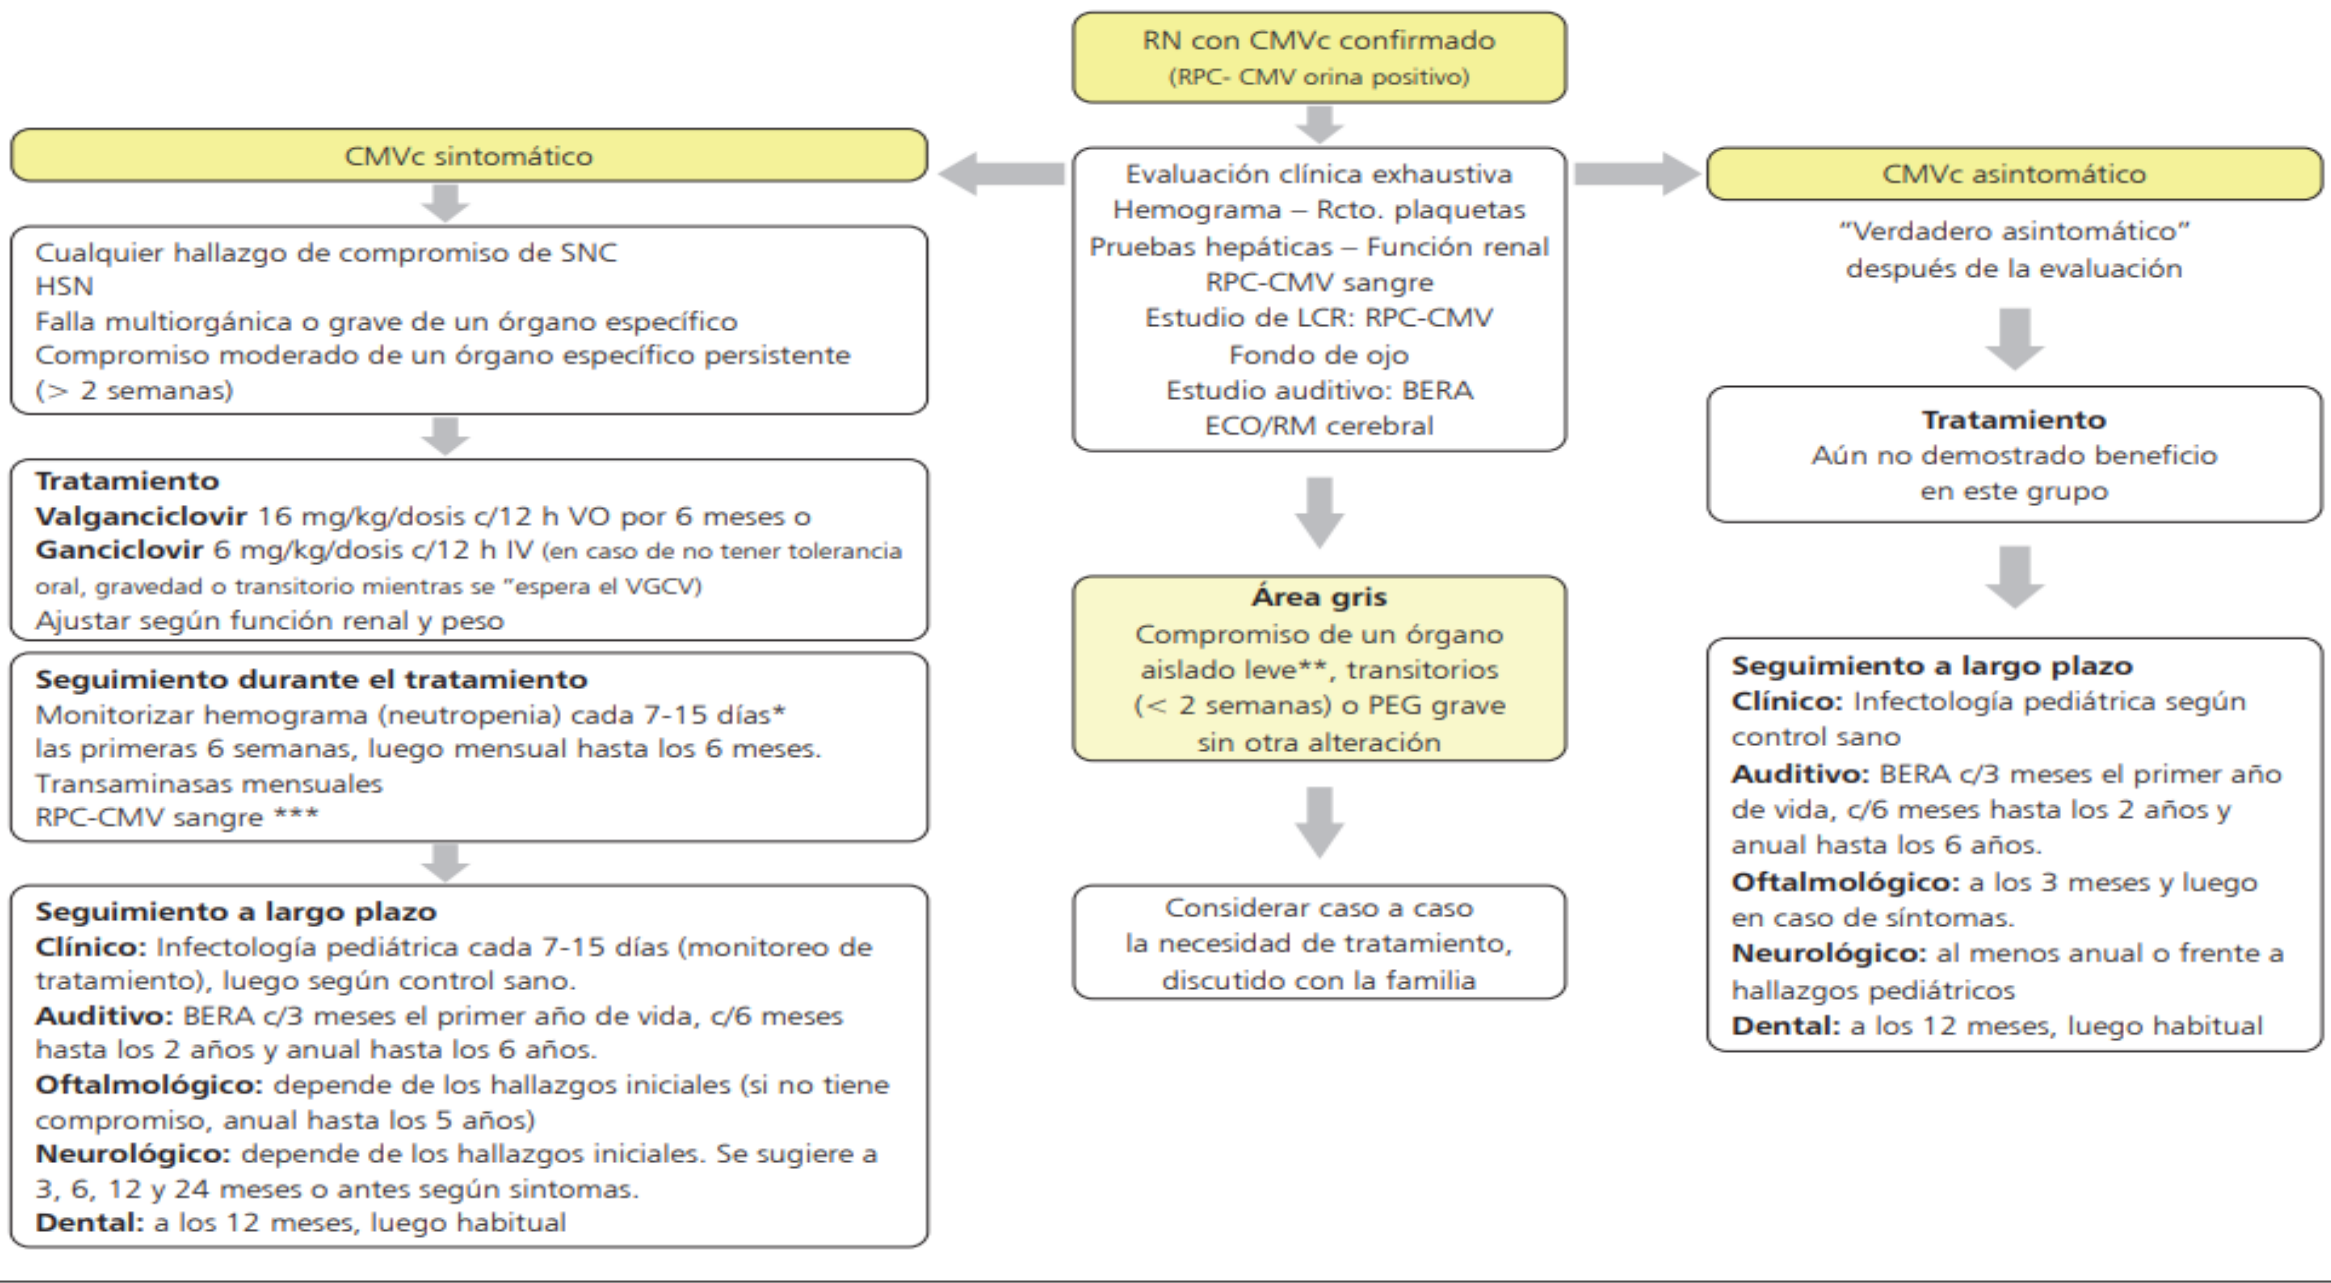 RN con CMVc confirmado
(RPC- CMV orina positivo)
Evaluación clínica exhaustiva
Hemograma – Rcto. plaquetas
Pruebas hepáticas – Función renal
RPC-CMV sangre
Estudio de LCR: RPC-CMV
Fondo de ojo
Estudio auditivo: BERA
ECO/RM cerebral
CMVc sintomático
Cualquier hallazgo de compromiso de SNC
HSN
Falla multiorgánica o grave de un órgano específico
Compromiso moderado de un órgano específico persistente
(> 2 semanas)
Tratamiento
Valganciclovir 16 mg/kg/dosis c/12 h VO por 6 meses o
Ganciclovir 6 mg/kg/dosis c/12 h IV (en caso de no tener tolerancia
oral, gravedad o transitorio mientras se "espera el VGCV)
Ajustar según función renal y peso
Seguimiento durante el tratamiento
Monitorizar hemograma (neutropenia) cada 7-15 días*
las primeras 6 semanas, luego mensual hasta los 6 meses.
Transaminasas mensuales
RPC-CMV sangre ***
Seguimiento a largo plazo
Clínico: Infectología pediátrica cada 7-15 días (monitoreo de
tratamiento), luego según control sano.
Auditivo: BERA c/3 meses el primer año de vida, c/6 meses
hasta los 2 años y anual hasta los 6 años.
Oftalmológico: depende de los hallazgos iniciales (si no tiene
compromiso, anual hasta los 5 años)
Neurológico: depende de los hallazgos iniciales. Se sugiere a
3, 6, 12 y 24 meses o antes según sintomas.
Dental: a los 12 meses, luego habitual
Área gris
Compromiso de un órgano
aislado leve**, transitorios
(< 2 semanas) o PEG grave
sin otra alteración
Considerar caso a caso
la necesidad de tratamiento,
discutido con la familia
CMVc asintomático
"Verdadero asintomático"
después de la evaluación
Tratamiento
Aún no demostrado beneficio
en este grupo
Seguimiento a largo plazo
Clínico: Infectología pediátrica según
control sano
Auditivo: BERA c/3 meses el primer año
de vida, c/6 meses hasta los 2 años y
anual hasta los 6 años.
Oftalmológico: a los 3 meses y luego
en caso de síntomas.
Neurológico: al menos anual o frente a
hallazgos pediátricos
Dental: a los 12 meses, luego habitual